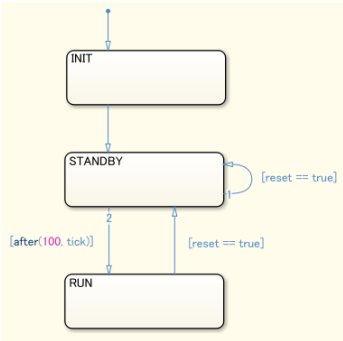 INIT
STANDBY
1
[reset == true]
2
[after(100, tick)]
[reset == true]
RUN